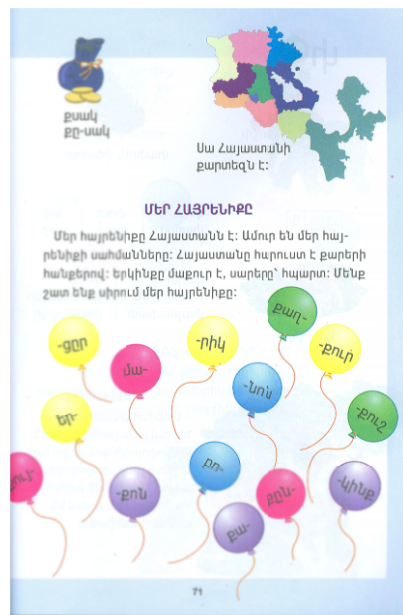 քսակ
քը-սակ
Սա Հայաստանի
քարտեզն է:
ՄԵՐ ՀԱՅՐԵՆԻՔԸ
Մեր հայրենիքը Հայաստանն է: Ամուր են մեր հայ-
րենիքի սահմանները: Հայաստանը հարուստ է քարերի
հանքերով: Երկինքը մաքուր է, սարերը՝ հպարտ: Մենք
շատ ենք սիրում մեր հայրենիքը:
-ցըր
մա-
-րիկ
քաղ-
-քուր
-նոն
-քուշ
եր-
-քոն
քա-
քըն-
-կինք
71